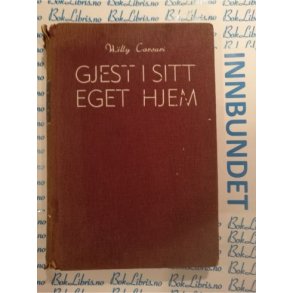 Willy Corsari
GJEST I SITT
EGET HJEM
INNBUNDET
BokLibris.no